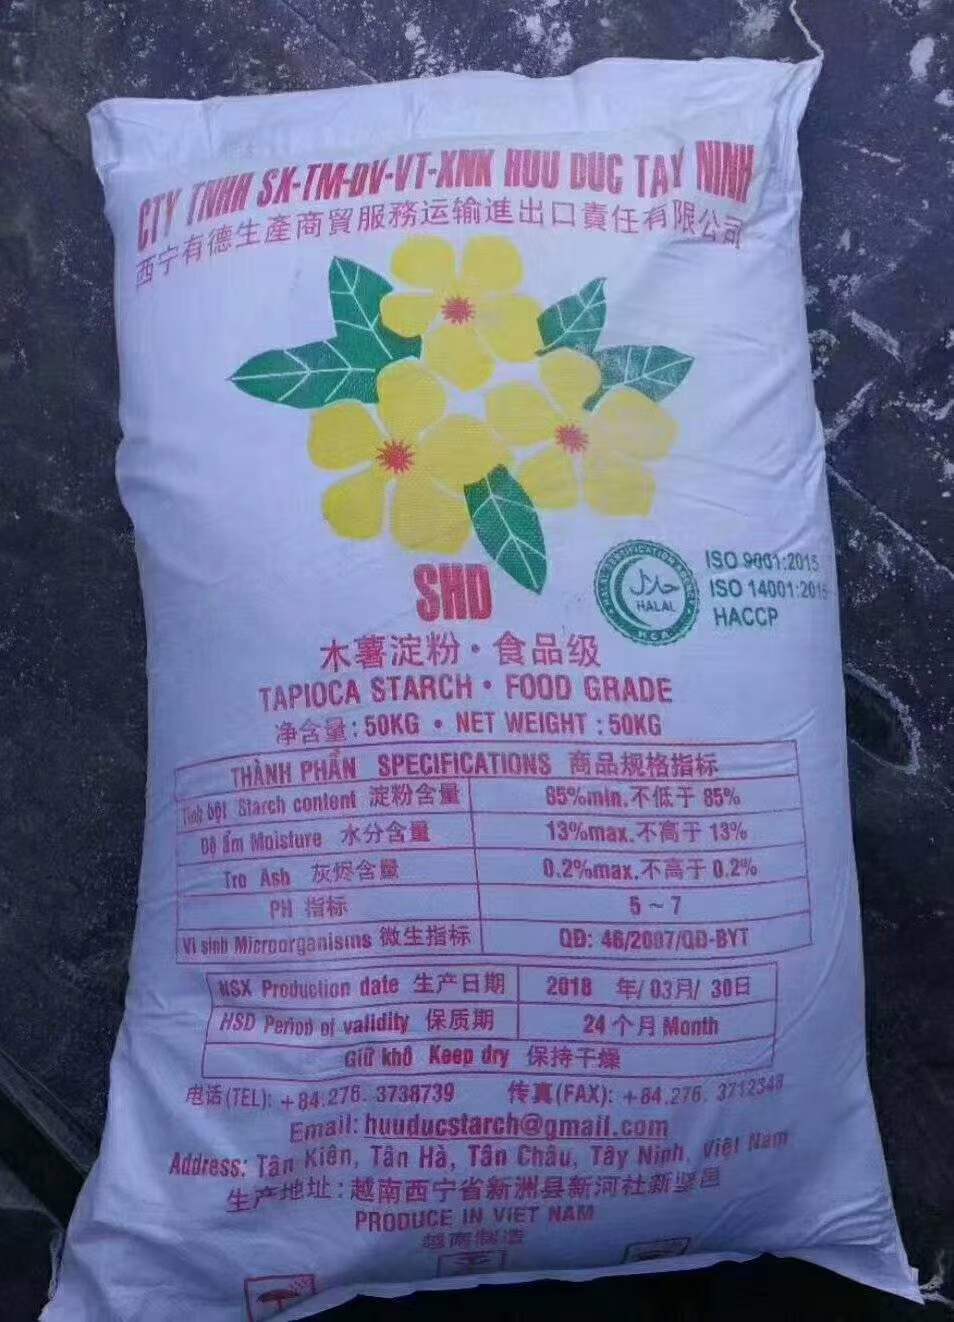 CTY TNHH SX-TM-DV-VT-XNK HUU DUC TAY NINH
西宁有德生產商貿服務运输進出口責任有限公司
HALAL CERTIFICATION AGENCY
حلال
HALAL
H.C.A.
ISO 9001:2015
ISO 14001:2015
HACCP
SHD
木薯淀粉·食品级
TAPIOCA STARCH · FOOD GRADE
净含量:50KG · NET WEIGHT :50KG
THÀNH PHẦN SPECIFICATIONS 商品规格指标
Tinh bột Starch content 淀粉含量 85%min.不低于 85%
Độ ẩm Moisture 水分含量 13%max.不高于 13%
Tro Ash 灰烬含量 0.2%max.不高于 0.2%
PH 指标 5 ~ 7
Vi sinh Microorganisms 微生指标 QĐ: 46/2007/QĐ-BYT
NSX Production date 生产日期 2018 年/ 03月/ 30日
HSD Period of validity 保质期 24 个月 Month
Giữ khô Keep dry 保持干燥
电话(TEL): +84.276. 3738739 传真(FAX): +84.276. 3712348
Email: huuducstarch@gmail.com
Address: Tân Kiên, Tân Hà, Tân Châu, Tây Ninh, Việt Nam
生产地址:越南西宁省新洲县新河社新坚邑
PRODUCE IN VIET NAM
越南制造